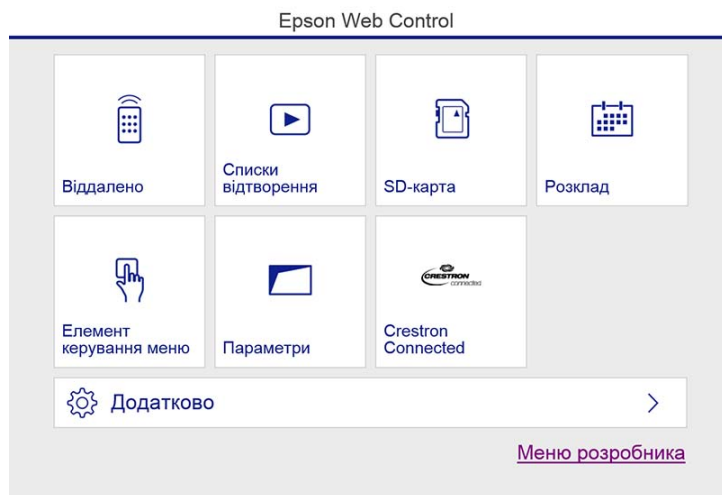 Epson Web Control
Віддалено
Списки
відтворення
SD-карта
Розклад
Елемент
керування меню
Параметри
CRESTRON
connected
Crestron
Connected
Додатково
Меню розробника